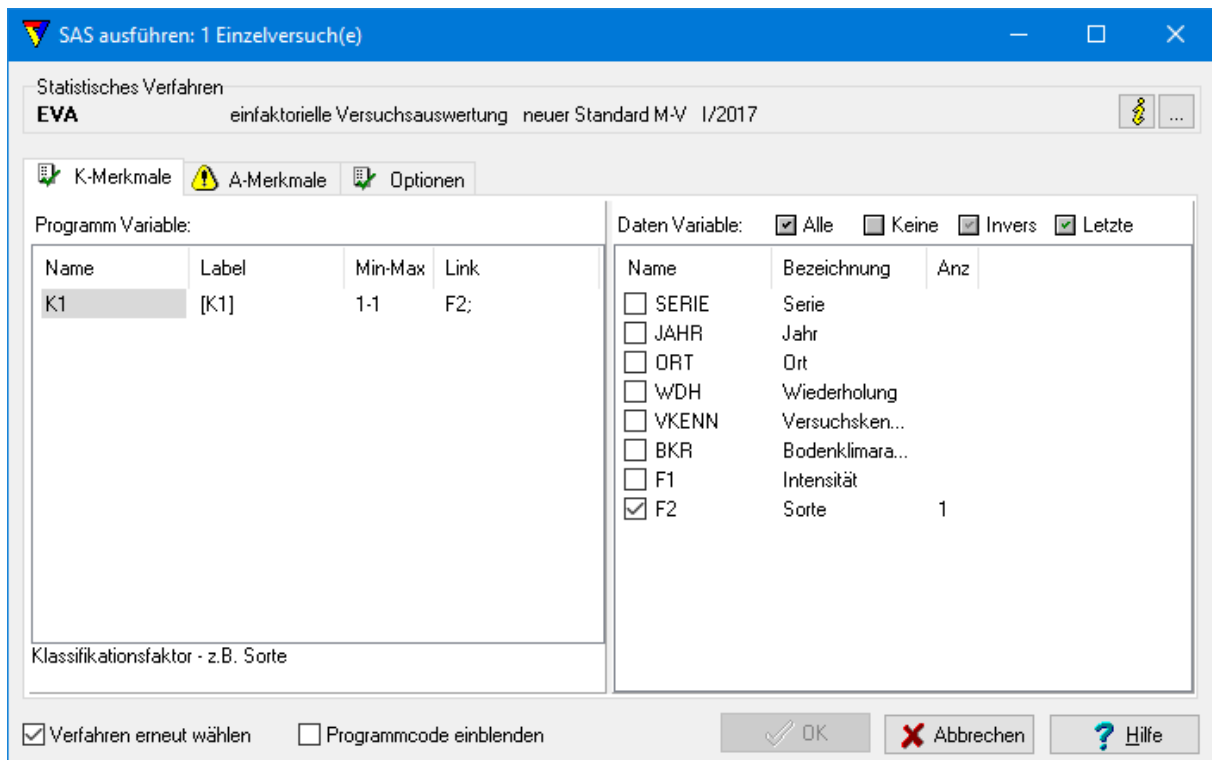 SAS ausführen: 1 Einzelversuch(e)
Statistisches Verfahren
EVA einfaktorielle Versuchsauswertung neuer Standard M-V I/2017
...
K-Merkmale A-Merkmale Optionen
Programm Variable:
Name Label Min-Max Link
K1 [K1] 1-1 F2;
Klassifikationsfaktor - z.B. Sorte
Daten Variable: Alle Keine Invers Letzte
Name Bezeichnung Anz
SERIE Serie
JAHR Jahr
ORT Ort
WDH Wiederholung
VKENN Versuchsken...
BKR Bodenklimara...
F1 Intensität
F2 Sorte 1
Verfahren erneut wählen Programmcode einblenden OK Abbrechen Hilfe